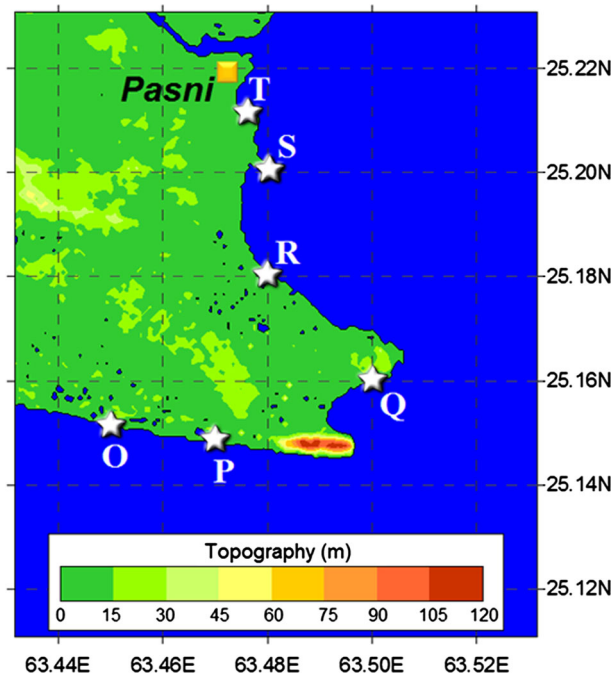 25.22N
Pasni
T
S
25.20N
R
25.18N
25.16N
Q
O
P
25.14N
Topography (m)
0 15 30 45 60 75 90 105 120
25.12N
63.44E 63.46E 63.48E 63.50E 63.52E